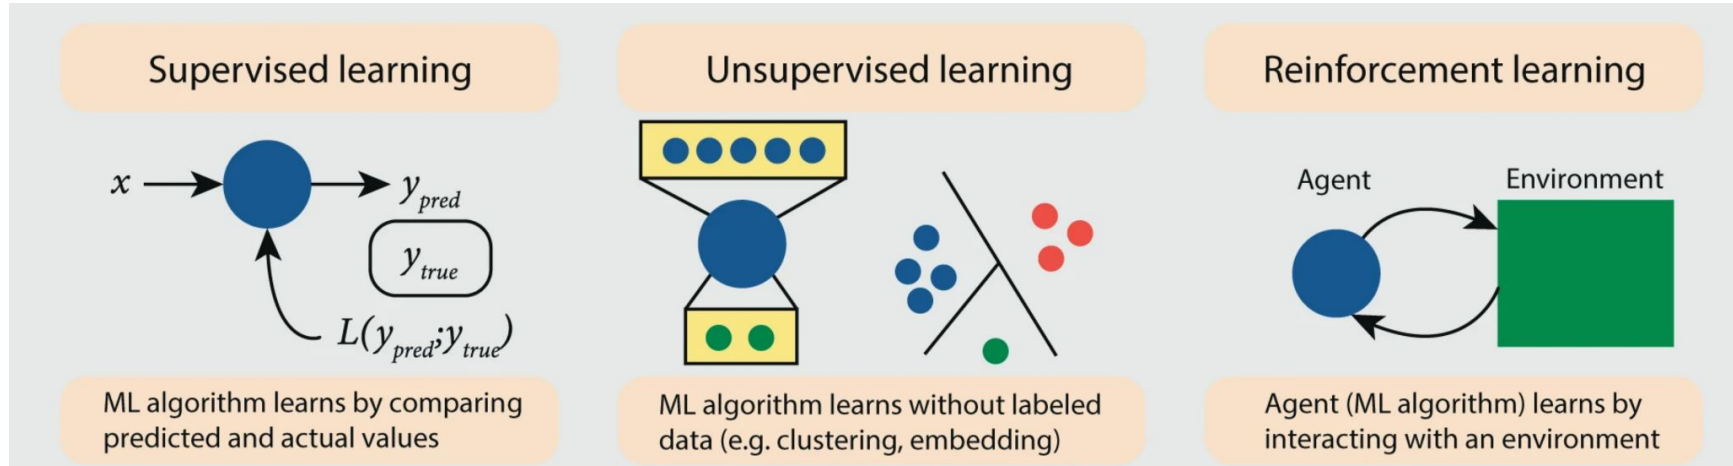 Supervised learning
x
y_pred
y_true
L(y_pred;y_true)
ML algorithm learns by comparing
predicted and actual values
Unsupervised learning
ML algorithm learns without labeled
data (e.g. clustering, embedding)
Reinforcement learning
Agent
Environment
Agent (ML algorithm) learns by
interacting with an environment